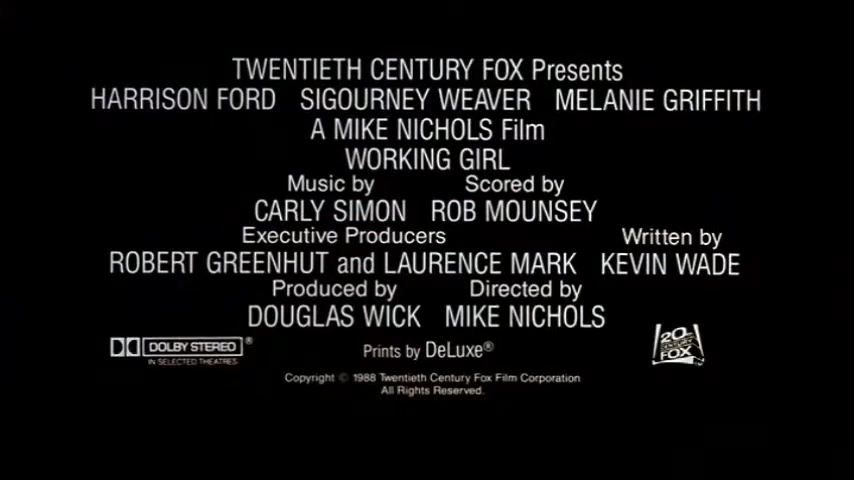 TWENTIETH CENTURY FOX Presents
HARRISON FORD SIGOURNEY WEAVER MELANIE GRIFFITH
A MIKE NICHOLS Film
WORKING GIRL
Music by Scored by
CARLY SIMON ROB MOUNSEY
Executive Producers Written by
ROBERT GREENHUT and LAURENCE MARK KEVIN WADE
Produced by Directed by
DOUGLAS WICK MIKE NICHOLS
DOLBY STEREO®
IN SELECTED THEATRES
Prints by DeLuxe®
20th
CENTURY
FOX
Copyright © 1988 Twentieth Century Fox Film Corporation
All Rights Reserved.